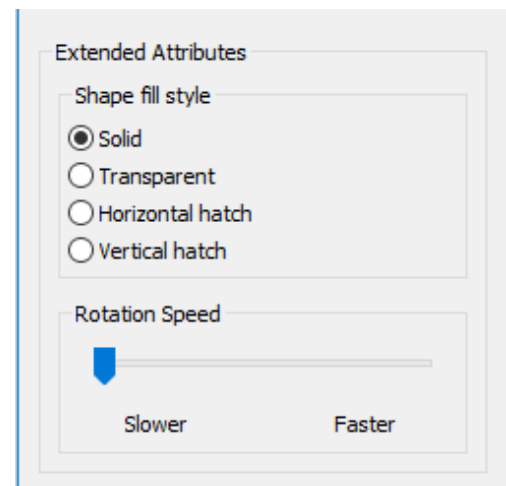 Extended Attributes
Shape fill style
Solid
Transparent
Horizontal hatch
Vertical hatch
Rotation Speed
Slower Faster